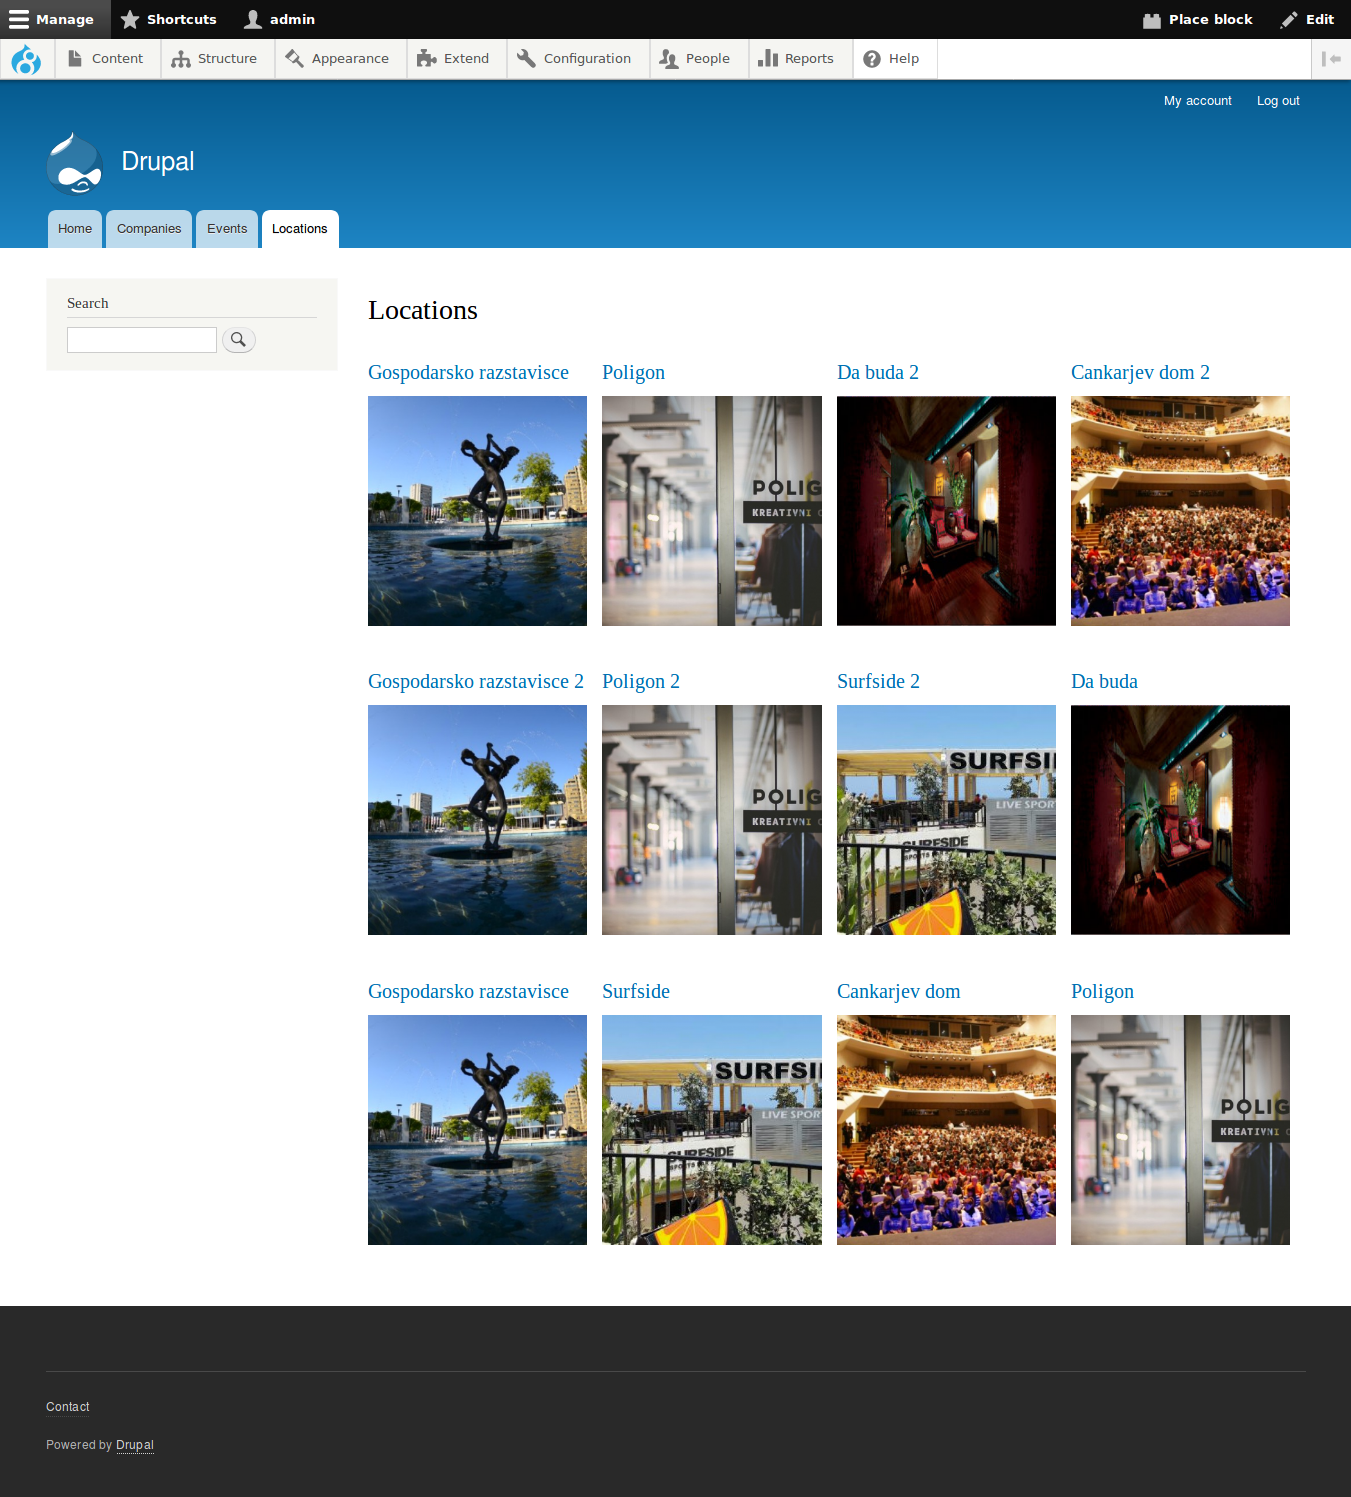 Manage Shortcuts admin Place block Edit
Content Structure Appearance Extend Configuration People Reports Help
My account Log out
Drupal
Home Companies Events Locations
Search
Locations
Gospodarsko razstavisce Poligon Da buda 2 Cankarjev dom 2
POLIG
KREATIVNI C
Gospodarsko razstavisce 2 Poligon 2 Surfside 2 Da buda
SURFSI
LIVE SPOR
POLIG
KREATIVNI C
SURFSIDE
Gospodarsko razstavisce Surfside Cankarjev dom Poligon
SURFSI
LIVE SPOR
POLIG
KREATIVNI C
SURFSIDE
Contact
Powered by Drupal